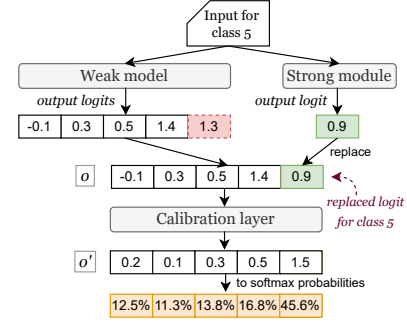 Input for
class 5
Weak model
Strong module
output logits
output logit
-0.1 0.3 0.5 1.4 1.3
0.9
replace
o -0.1 0.3 0.5 1.4 0.9
replaced logit
for class 5
Calibration layer
o' 0.2 0.1 0.3 0.5 1.5
to softmax probabilities
12.5% 11.3% 13.8% 16.8% 45.6%